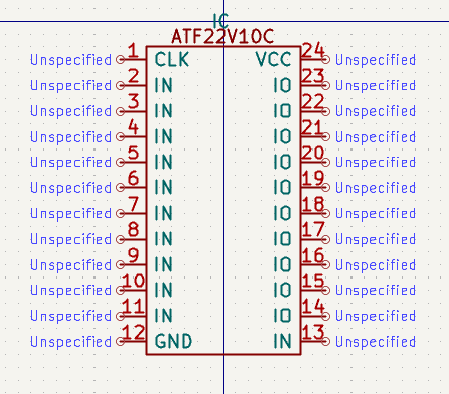 IC
ATF22V10C
Unspecified 1 CLK VCC 24 Unspecified
Unspecified 2 IN IO 23 Unspecified
Unspecified 3 IN IO 22 Unspecified
Unspecified 4 IN IO 21 Unspecified
Unspecified 5 IN IO 20 Unspecified
Unspecified 6 IN IO 19 Unspecified
Unspecified 7 IN IO 18 Unspecified
Unspecified 8 IN IO 17 Unspecified
Unspecified 9 IN IO 16 Unspecified
Unspecified 10 IN IO 15 Unspecified
Unspecified 11 IN IO 14 Unspecified
Unspecified 12 GND IN 13 Unspecified